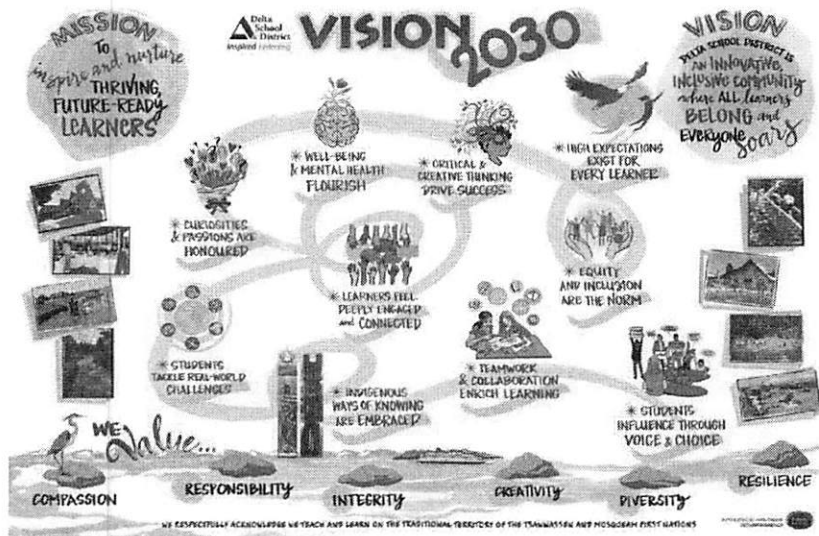 MISSION
TO
inspire and nurture
THRIVING,
FUTURE-READY
LEARNERS
Delta
School
District
Inspired Learning
VISION
2030
VISION
DELTA SCHOOL DISTRICT IS
AN INNOVATIVE,
INCLUSIVE COMMUNITY
where ALL learners
BELONG and
EVERYONE soars
* CURIOSITIES
& PASSIONS ARE
HONOURED
* WELL-BEING
& MENTAL HEALTH
FLOURISH
* CRITICAL &
CREATIVE THINKING
DRIVE SUCCESS
* HIGH EXPECTATIONS
EXIST FOR
EVERY LEARNER
* LEARNERS FEEL
DEEPLY ENGAGED
and CONNECTED
* EQUITY
AND INCLUSION
ARE THE NORM
* STUDENTS
TACKLE REAL-WORLD
CHALLENGES
* INDIGENOUS
WAYS OF KNOWING
ARE EMBRACED
* TEAMWORK
& COLLABORATION
ENRICH LEARNING
* STUDENTS
INFLUENCE THROUGH
VOICE & CHOICE
WE
Value...
COMPASSION
RESPONSIBILITY
INTEGRITY
CREATIVITY
DIVERSITY
RESILIENCE
WE RESPECTFULLY ACKNOWLEDGE WE TEACH AND LEARN ON THE TRADITIONAL TERRITORY OF THE TSAWWASSEN AND MUSQUEAM FIRST NATIONS